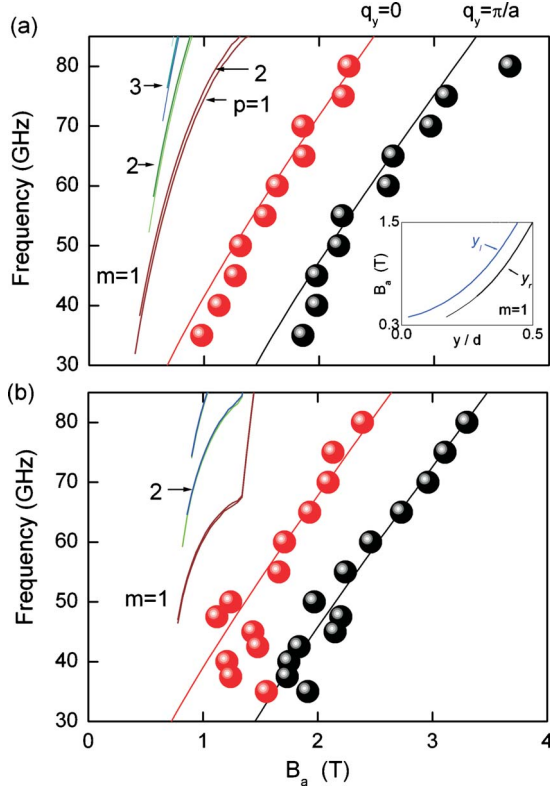 q_y=0 q_y=π/a
(a)
80
70
60
50
40
30
Frequency (GHz)
3
2
p=1
2
m=1
1.5
0.3
B_a (T)
y_l
y_r
m=1
0.0 0.5
y / d
(b)
80
70
60
50
40
30
Frequency (GHz)
2
m=1
0 1 2 3 4
B_a (T)